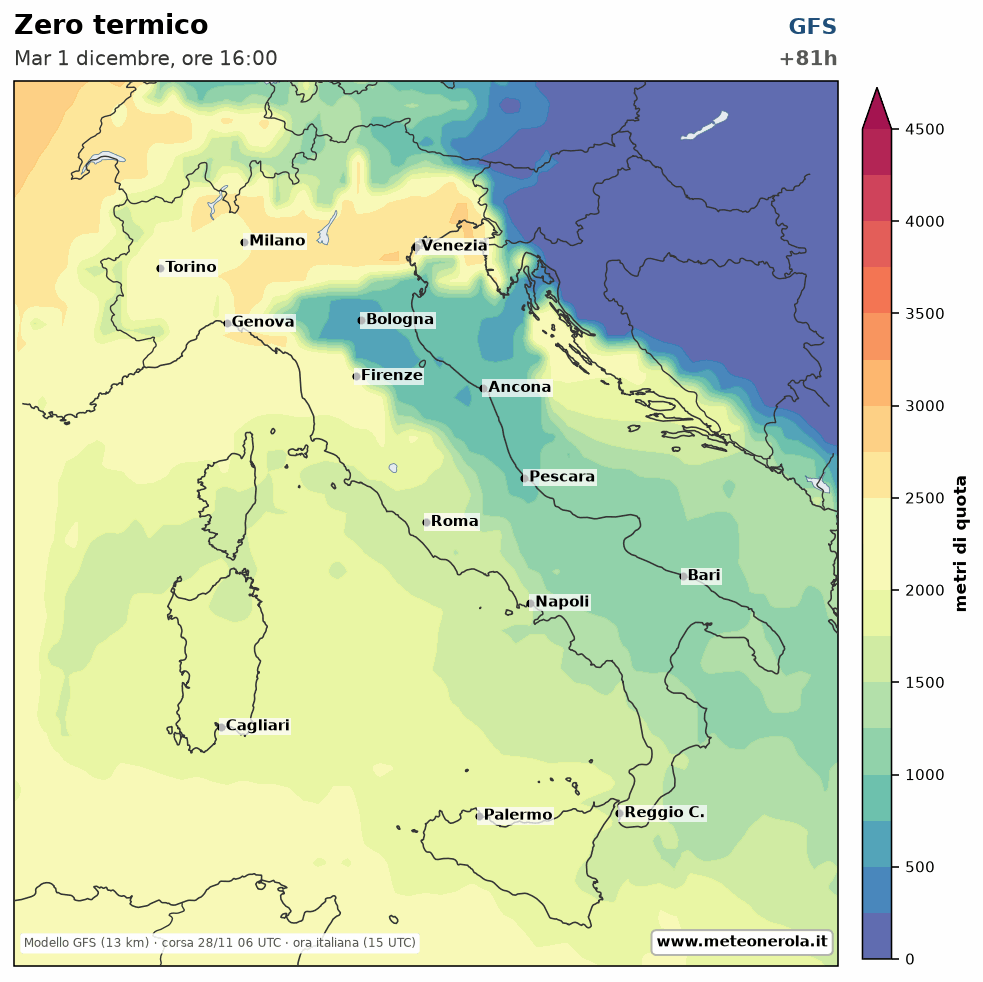 Zero termico
GFS
Mar 1 dicembre, ore 16:00
+81h
Milano
Venezia
Torino
Genova
Bologna
Firenze
Ancona
Pescara
Roma
Bari
Napoli
Cagliari
Palermo
Reggio C.
4500
4000
3500
3000
2500
2000
1500
1000
500
0
metri di quota
Modello GFS (13 km) · corsa 28/11 06 UTC · ora italiana (15 UTC)
www.meteonerola.it